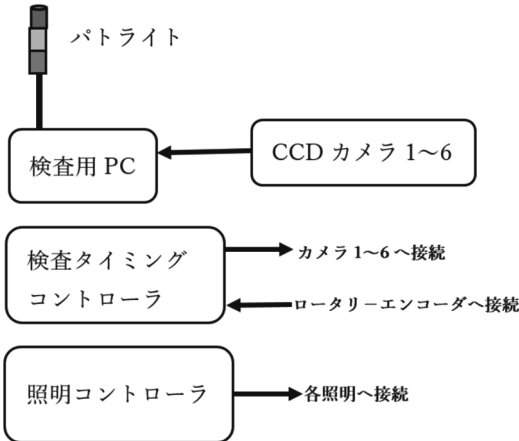 パトライト
検査用 PC
CCD カメラ 1〜6
検査タイミング
コントローラ
カメラ 1〜6 へ接続
ロータリ－エンコーダへ接続
照明コントローラ
各照明へ接続